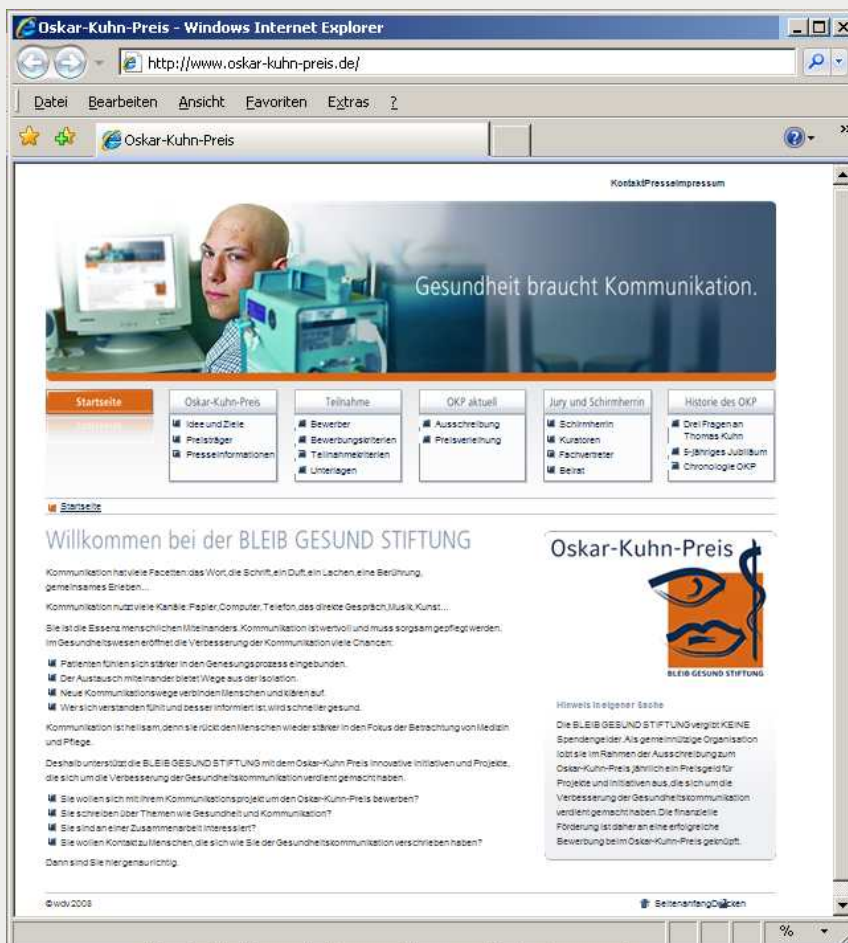 Oskar-Kuhn-Preis - Windows Internet Explorer
http://www.oskar-kuhn-preis.de/
Datei Bearbeiten Ansicht Favoriten Extras ?
Oskar-Kuhn-Preis
Kontakt Presse Impressum
Gesundheit braucht Kommunikation.
Startseite Oskar-Kuhn-Preis Teilnahme OKP aktuell Jury und Schirmherrin Historie des OKP
Idee und Ziele
Preisträger
Presseinformationen
Bewerber
Bewerbungskriterien
Teilnahmekriterien
Unterlagen
Ausschreibung
Preisverleihung
Schirmherrin
Kuratoren
Fachvertreter
Beirat
Drei Fragen an
Thomas Kuhn
5-jähriges Jubiläum
Chronologie OKP
Startseite
Willkommen bei der BLEIB GESUND STIFTUNG
Kommunikation hat viele Facetten: das Wort, die Schrift, ein Duft, ein Lachen, eine Berührung,
gemeinsames Erleben...
Kommunikation nutzt viele Kanäle: Papier, Computer, Telefon, das direkte Gespräch, Musik, Kunst...
Sie ist die Essenz menschlichen Miteinanders. Kommunikation ist wertvoll und muss sorgsam gepflegt werden.
Im Gesundheitswesen eröffnet die Verbesserung der Kommunikation viele Chancen:
Patienten fühlen sich stärker in den Genesungsprozess eingebunden.
Der Austausch miteinander bietet Wege aus der Isolation.
Neue Kommunikationswege verbinden Menschen und klären auf.
Wer sich verstanden fühlt und besser informiert ist, wird schneller gesund.
Kommunikation ist heilsam, denn sie rückt den Menschen wieder stärker in den Fokus der Betrachtung von Medizin
und Pflege.
Deshalb unterstützt die BLEIB GESUND STIFTUNG mit dem Oskar Kuhn Preis innovative Initiativen und Projekte,
die sich um die Verbesserung der Gesundheitskommunikation verdient gemacht haben.
Sie wollen sich mit Ihrem Kommunikationsprojekt um den Oskar-Kuhn-Preis bewerben?
Sie schreiben über Themen wie Gesundheit und Kommunikation?
Sie sind an einer Zusammenarbeit interessiert?
Sie wollen Kontakt zu Menschen, die sich wie Sie der Gesundheitskommunikation verschrieben haben?
Dann sind Sie hier genau richtig.
Oskar-Kuhn-Preis
BLEIB GESUND STIFTUNG
Hinweis in eigener Sache
Die BLEIB GESUND STIFTUNG vergibt KEINE
Spendengelder. Als gemeinnützige Organisation
lobt sie im Rahmen der Ausschreibung zum
Oskar-Kuhn-Preis jährlich ein Preisgeld für
Projekte und Initiativen aus, die sich um die
Verbesserung der Gesundheitskommunikation
verdient gemacht haben. Die finanzielle
Förderung ist daher an eine erfolgreiche
Bewerbung beim Oskar-Kuhn-Preis geknüpft.
© wdv 2008
Seitenanfang Drucken
%